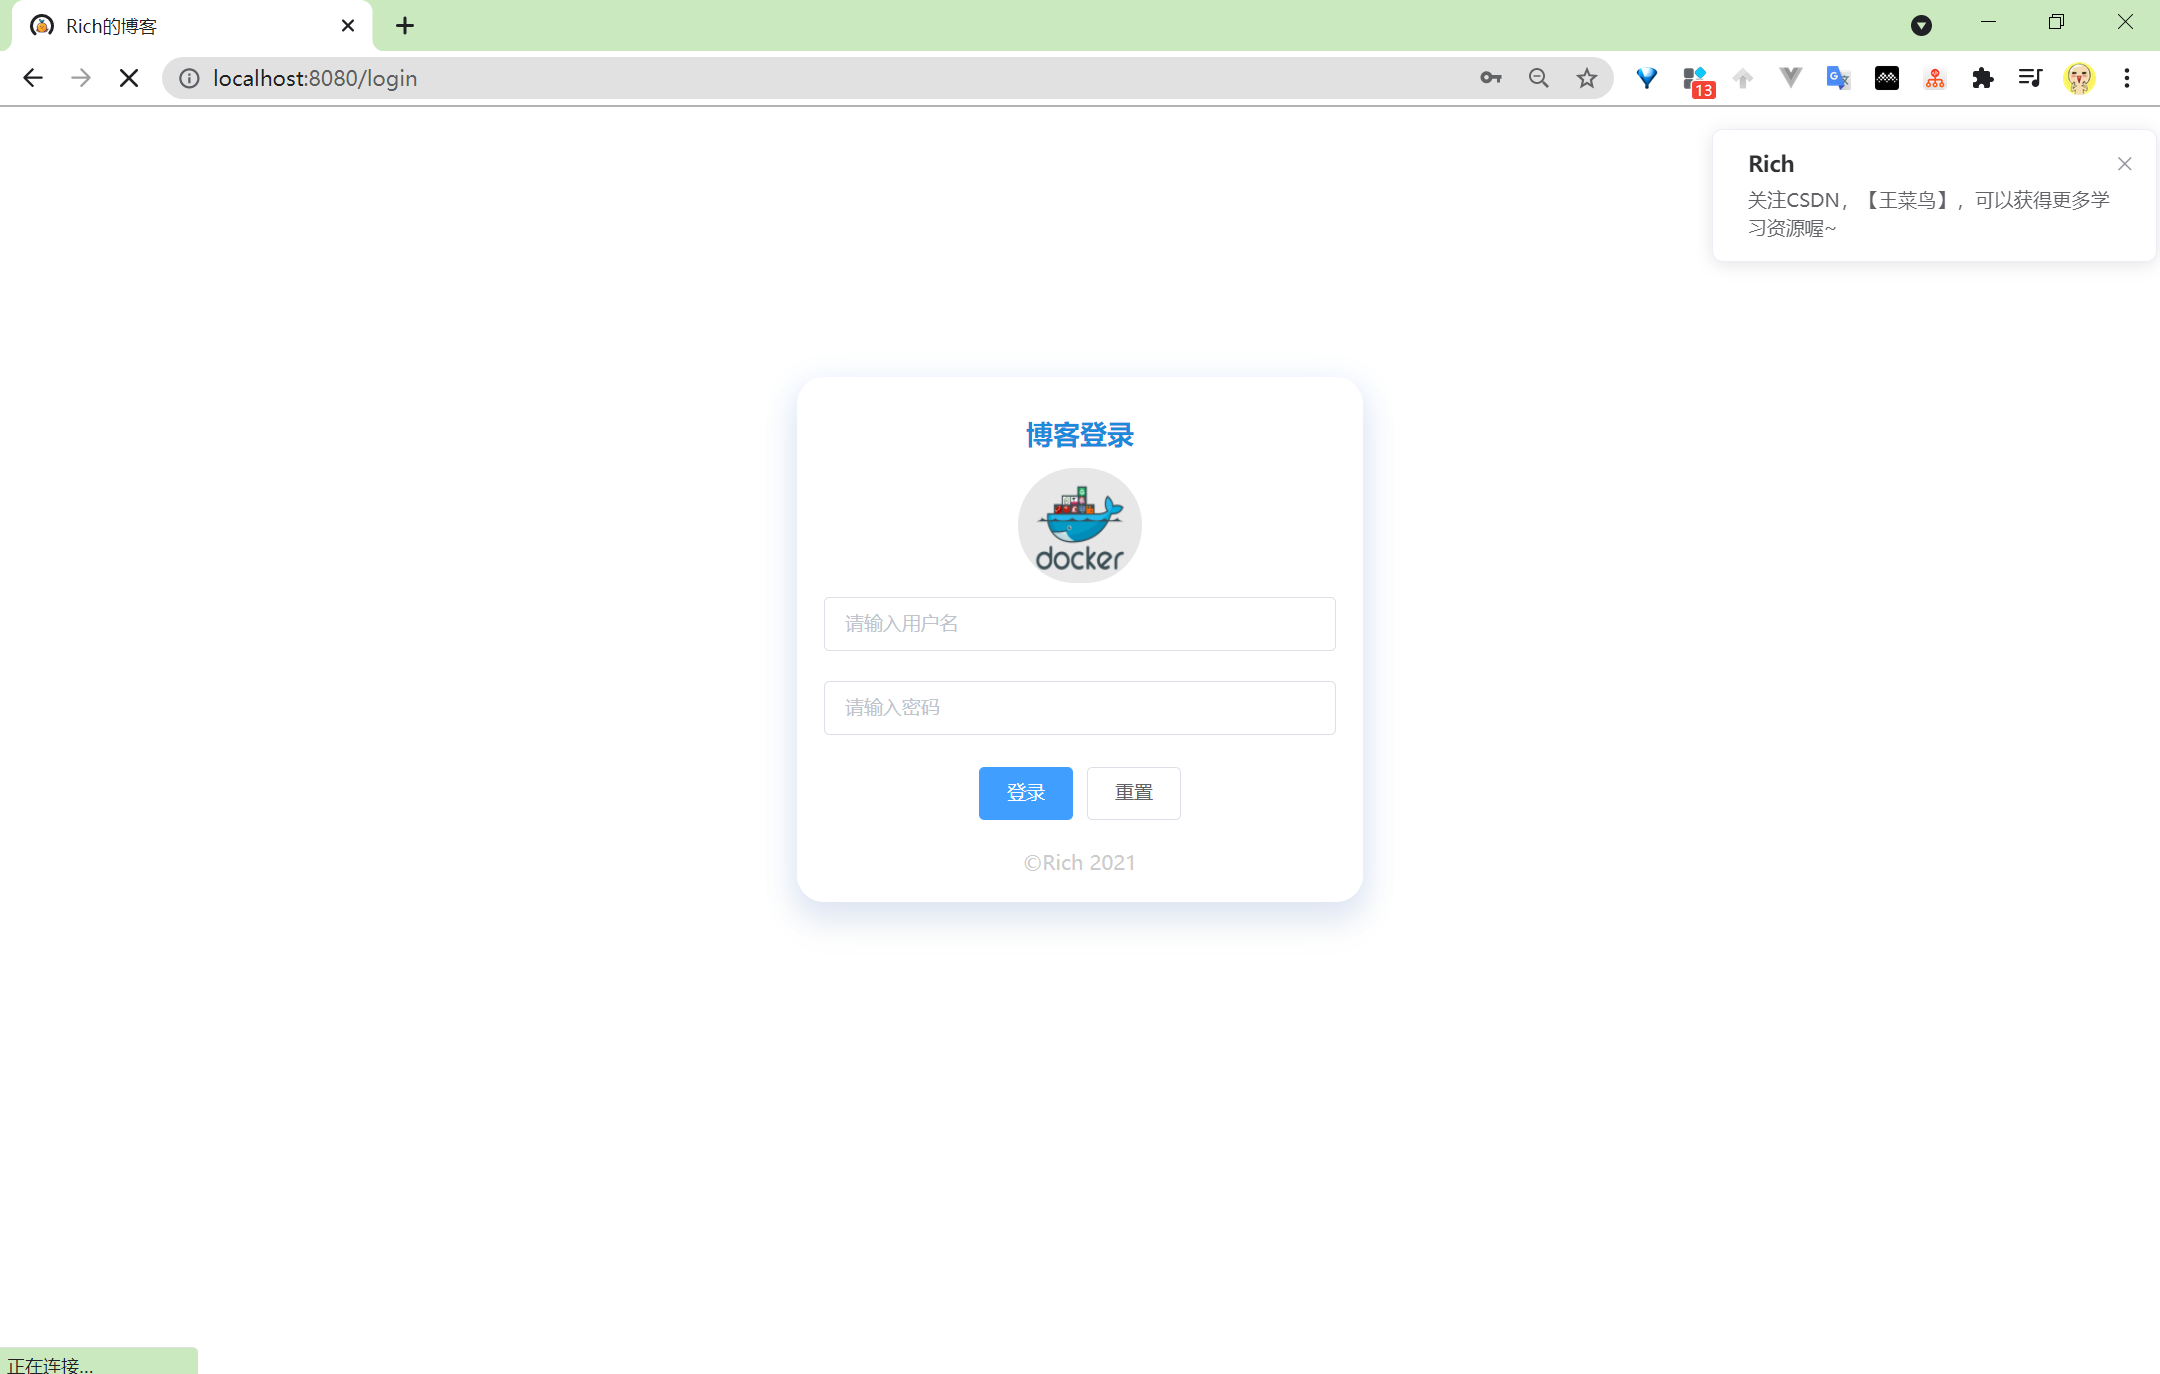 Rich的博客
localhost:8080/login
13
Rich
关注CSDN，【王菜鸟】，可以获得更多学
习资源喔~
博客登录
docker
请输入用户名
请输入密码
登录 重置
©Rich 2021
正在连接...